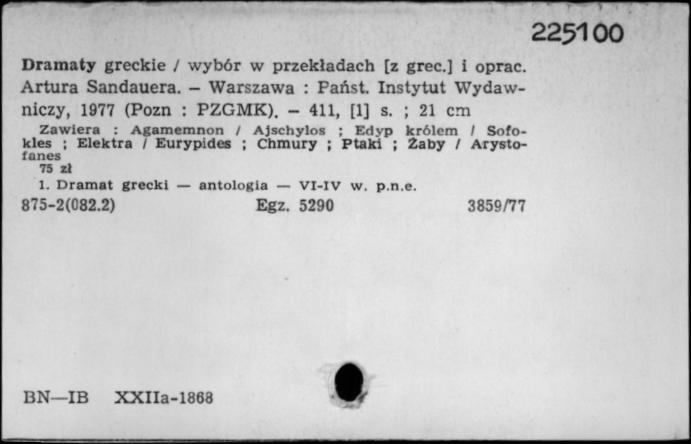 225100
Dramaty greckie / wybór w przekładach [z grec.] i oprac.
Artura Sandauera. – Warszawa : Państ. Instytut Wydaw-
niczy, 1977 (Pozn : PZGMK). – 411, [1] s. ; 21 cm
Zawiera : Agamemnon / Ajschylos ; Edyp królem / Sofo-
kles ; Elektra / Eurypides ; Chmury ; Ptaki ; Żaby / Arysto-
fanes
75 zł
1. Dramat grecki — antologia — VI-IV w. p.n.e.
875-2(082.2) Egz. 5290 3859/77
BN—IB XXIIa-1868